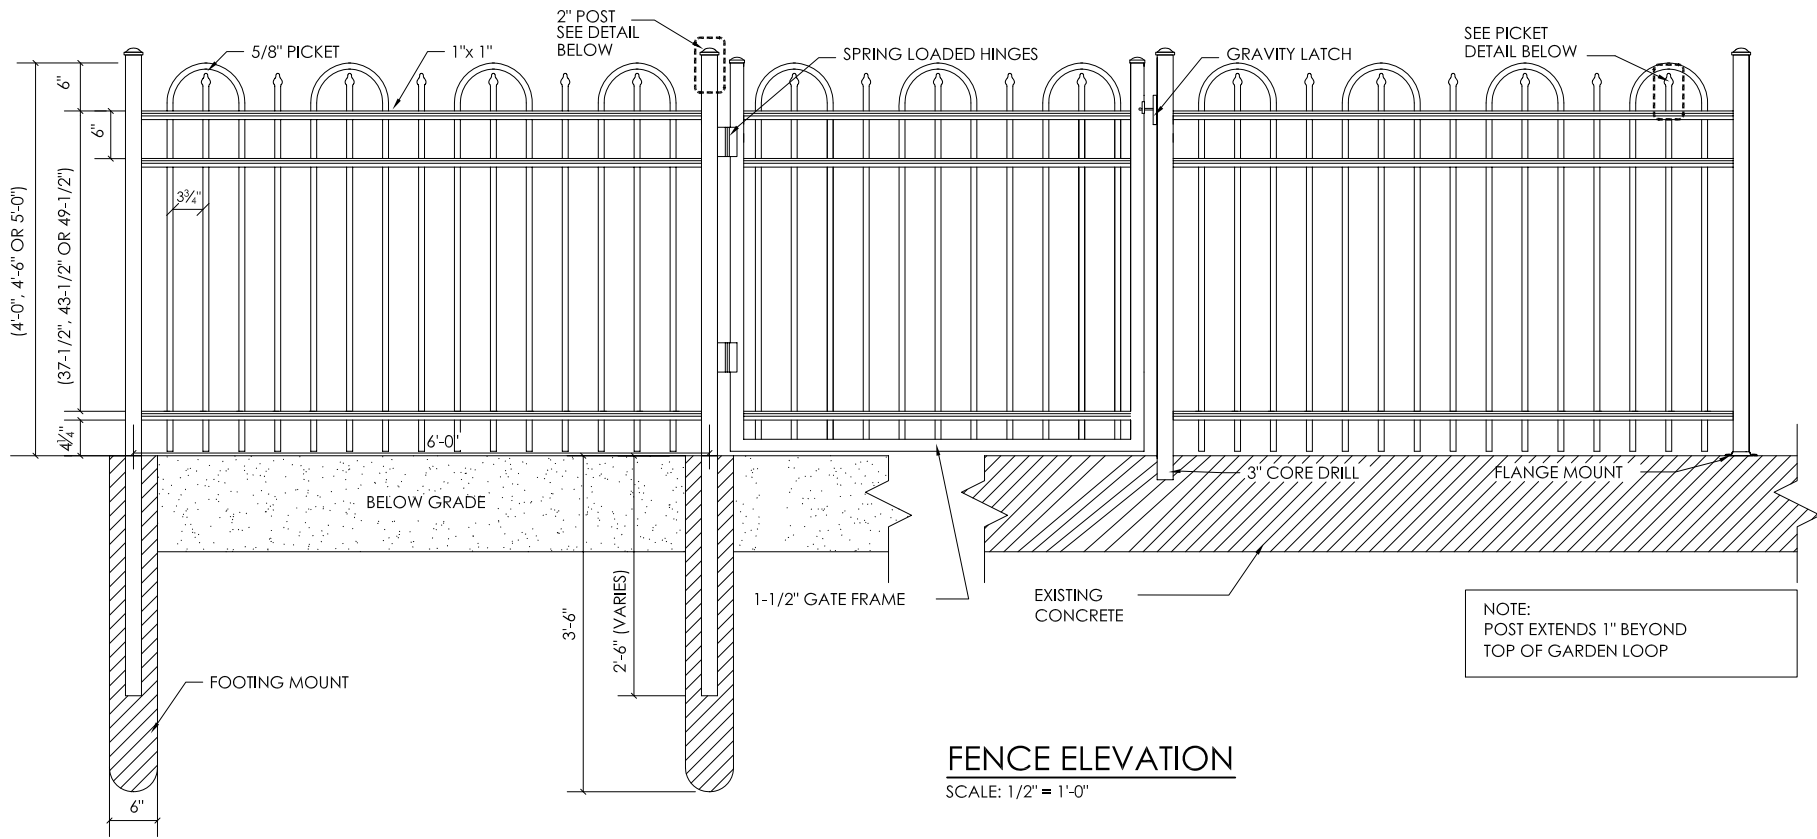 2" POST
SEE DETAIL
BELOW
5/8" PICKET
1"x 1"
SPRING LOADED HINGES
GRAVITY LATCH
SEE PICKET
DETAIL BELOW
6"
6"
3¾"
(4'-0", 4'-6" OR 5'-0")
(37-1/2", 43-1/2" OR 49-1/2")
4¼"
6'-0"
BELOW GRADE
3" CORE DRILL
FLANGE MOUNT
3'-6"
2'-6" (VARIES)
1-1/2" GATE FRAME
EXISTING
CONCRETE
NOTE:
POST EXTENDS 1" BEYOND
TOP OF GARDEN LOOP
FOOTING MOUNT
6"
FENCE ELEVATION
SCALE: 1/2" = 1'-0"